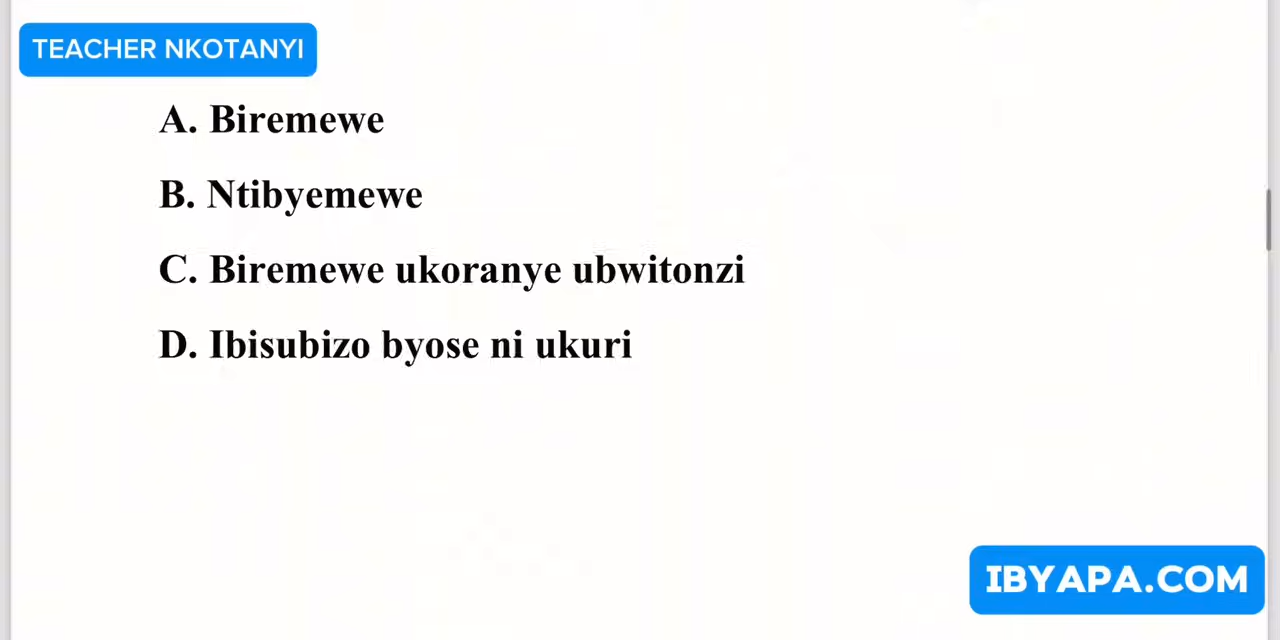 TEACHER NKOTANYI
A. Biremewe
B. Ntibyemewe
C. Biremewe ukoranye ubwitonzi
D. Ibisubizo byose ni ukuri
IBYAPA.COM